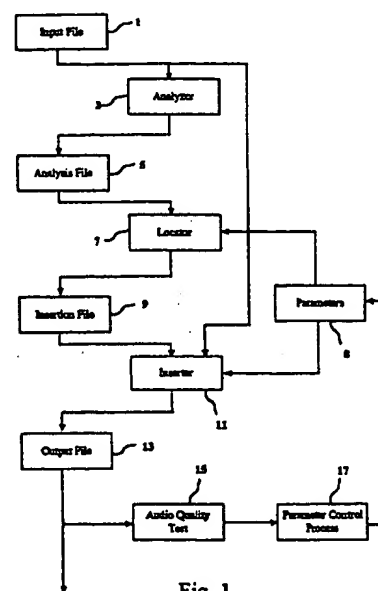 Input File
1
Analyzer
3
Analysis File
5
Locator
7
Insertion File
9
Parameters
8
Inserter
11
Output File
13
Audio Quality
Test
15
Parameter Control
Process
17
Fig. 1